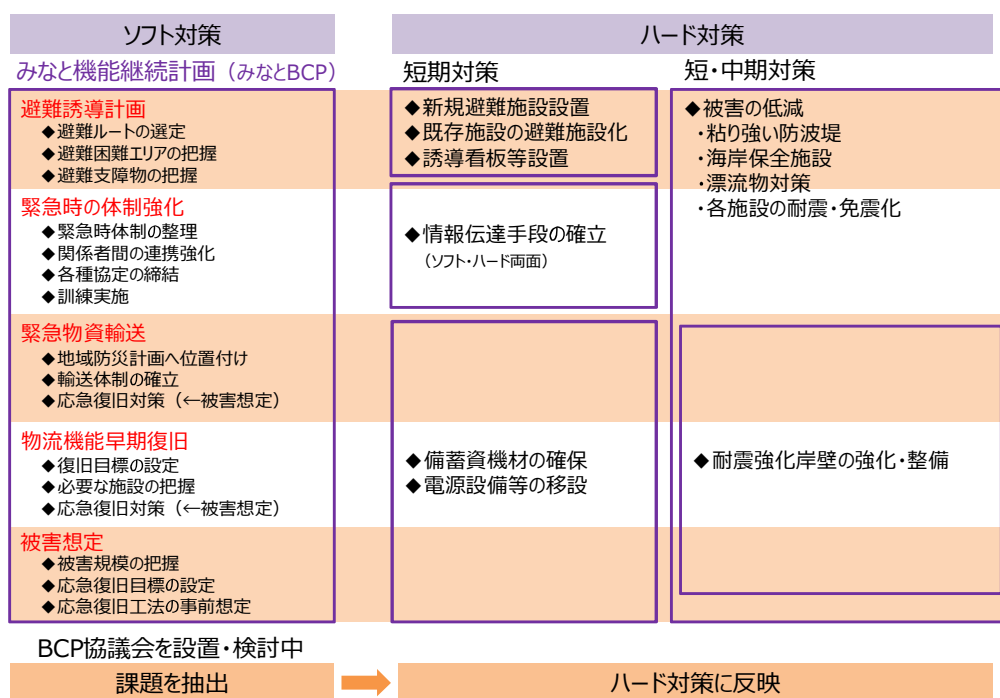 ソフト対策
ハード対策
みなと機能継続計画（みなとBCP）
短期対策
短・中期対策
避難誘導計画
◆避難ルートの選定
◆避難困難エリアの把握
◆避難支障物の把握
緊急時の体制強化
◆緊急時体制の整理
◆関係者間の連携強化
◆各種協定の締結
◆訓練実施
緊急物資輸送
◆地域防災計画へ位置付け
◆輸送体制の確立
◆応急復旧対策（←被害想定）
物流機能早期復旧
◆復旧目標の設定
◆必要な施設の把握
◆応急復旧対策（←被害想定）
被害想定
◆被害規模の把握
◆応急復旧目標の設定
◆応急復旧工法の事前想定
◆新規避難施設設置
◆既存施設の避難施設化
◆誘導看板等設置
◆情報伝達手段の確立
（ソフト・ハード両面）
◆備蓄資機材の確保
◆電源設備等の移設
◆被害の低減
・粘り強い防波堤
・海岸保全施設
・漂流物対策
・各施設の耐震・免震化
◆耐震強化岸壁の強化・整備
BCP協議会を設置・検討中
課題を抽出
ハード対策に反映